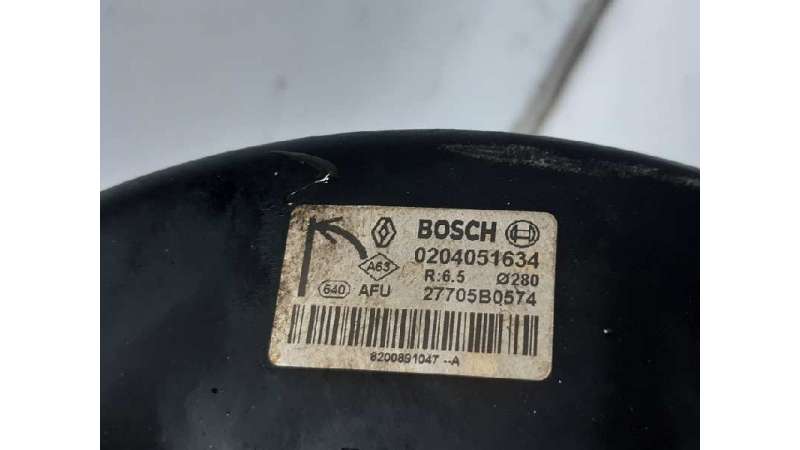 BOSCH
0204051634
A63
R:6.5 Ø280
640 AFU 27705B0574
8200891047 --A